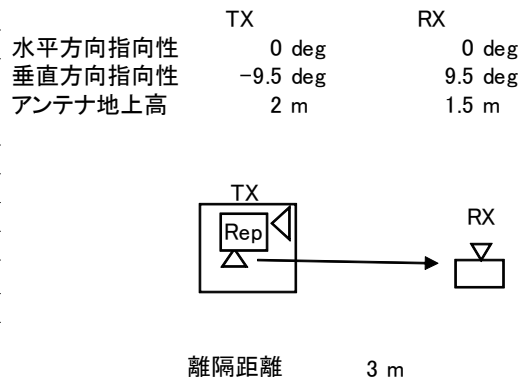 TX RX
水平方向指向性 0 deg 0 deg
垂直方向指向性 -9.5 deg 9.5 deg
アンテナ地上高 2 m 1.5 m
TX
Rep
RX
離隔距離 3 m